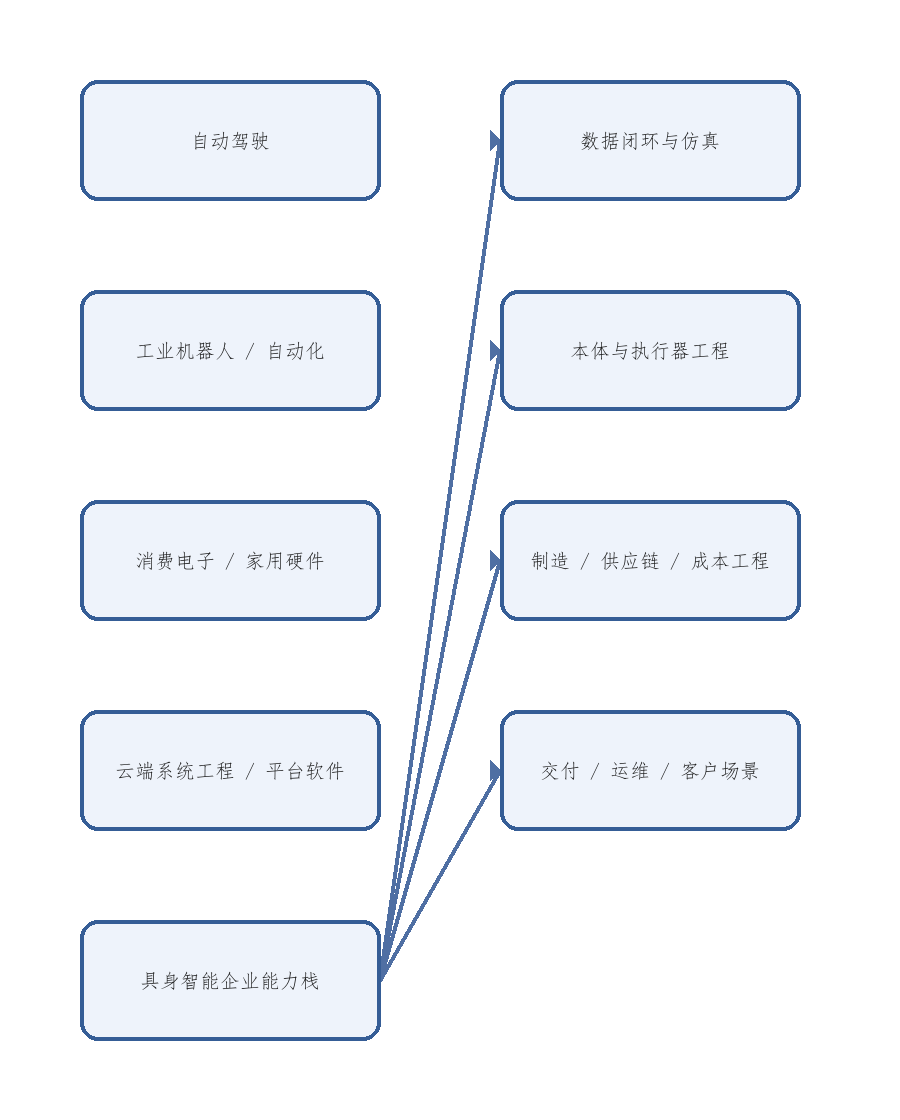 自动驾驶
数据闭环与仿真
工业机器人 / 自动化
本体与执行器工程
消费电子 / 家用硬件
制造 / 供应链 / 成本工程
云端系统工程 / 平台软件
交付 / 运维 / 客户场景
具身智能企业能力栈